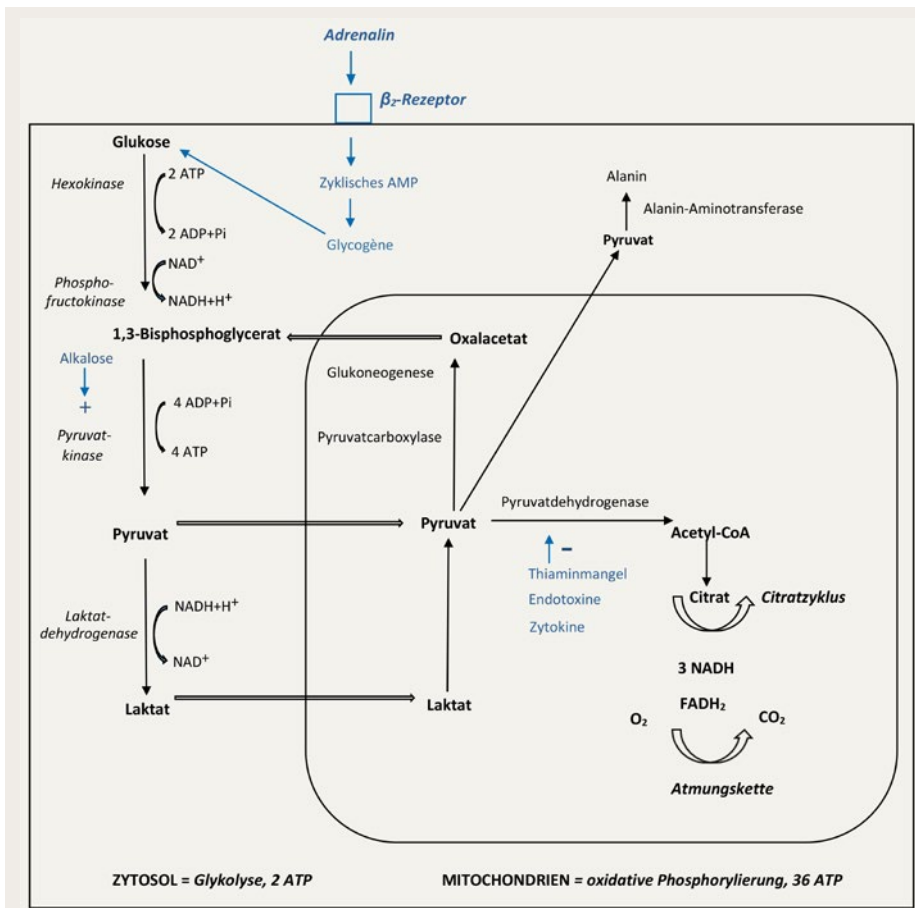 Adrenalin
β₂-Rezeptor
Glukose
Hexokinase
2 ATP
2 ADP+Pi
Zyklisches AMP
Glycogène
Alanin
Alanin-Aminotransferase
Pyruvat
NAD⁺
NADH+H⁺
Phospho-
fructokinase
1,3-Bisphosphoglycerat
Oxalacetat
Alkalose
+
Glukoneogenese
4 ADP+Pi
4 ATP
Pyruvat-
kinase
Pyruvatcarboxylase
Pyruvat
Pyruvat
Pyruvatdehydrogenase
Acetyl-CoA
–
Thiaminmangel
Endotoxine
Zytokine
Citrat
Citratzyklus
NADH+H⁺
NAD⁺
Laktat-
dehydrogenase
3 NADH
FADH₂
O₂
CO₂
Atmungskette
Laktat
Laktat
ZYTOSOL = Glykolyse, 2 ATP
MITOCHONDRIEN = oxidative Phosphorylierung, 36 ATP